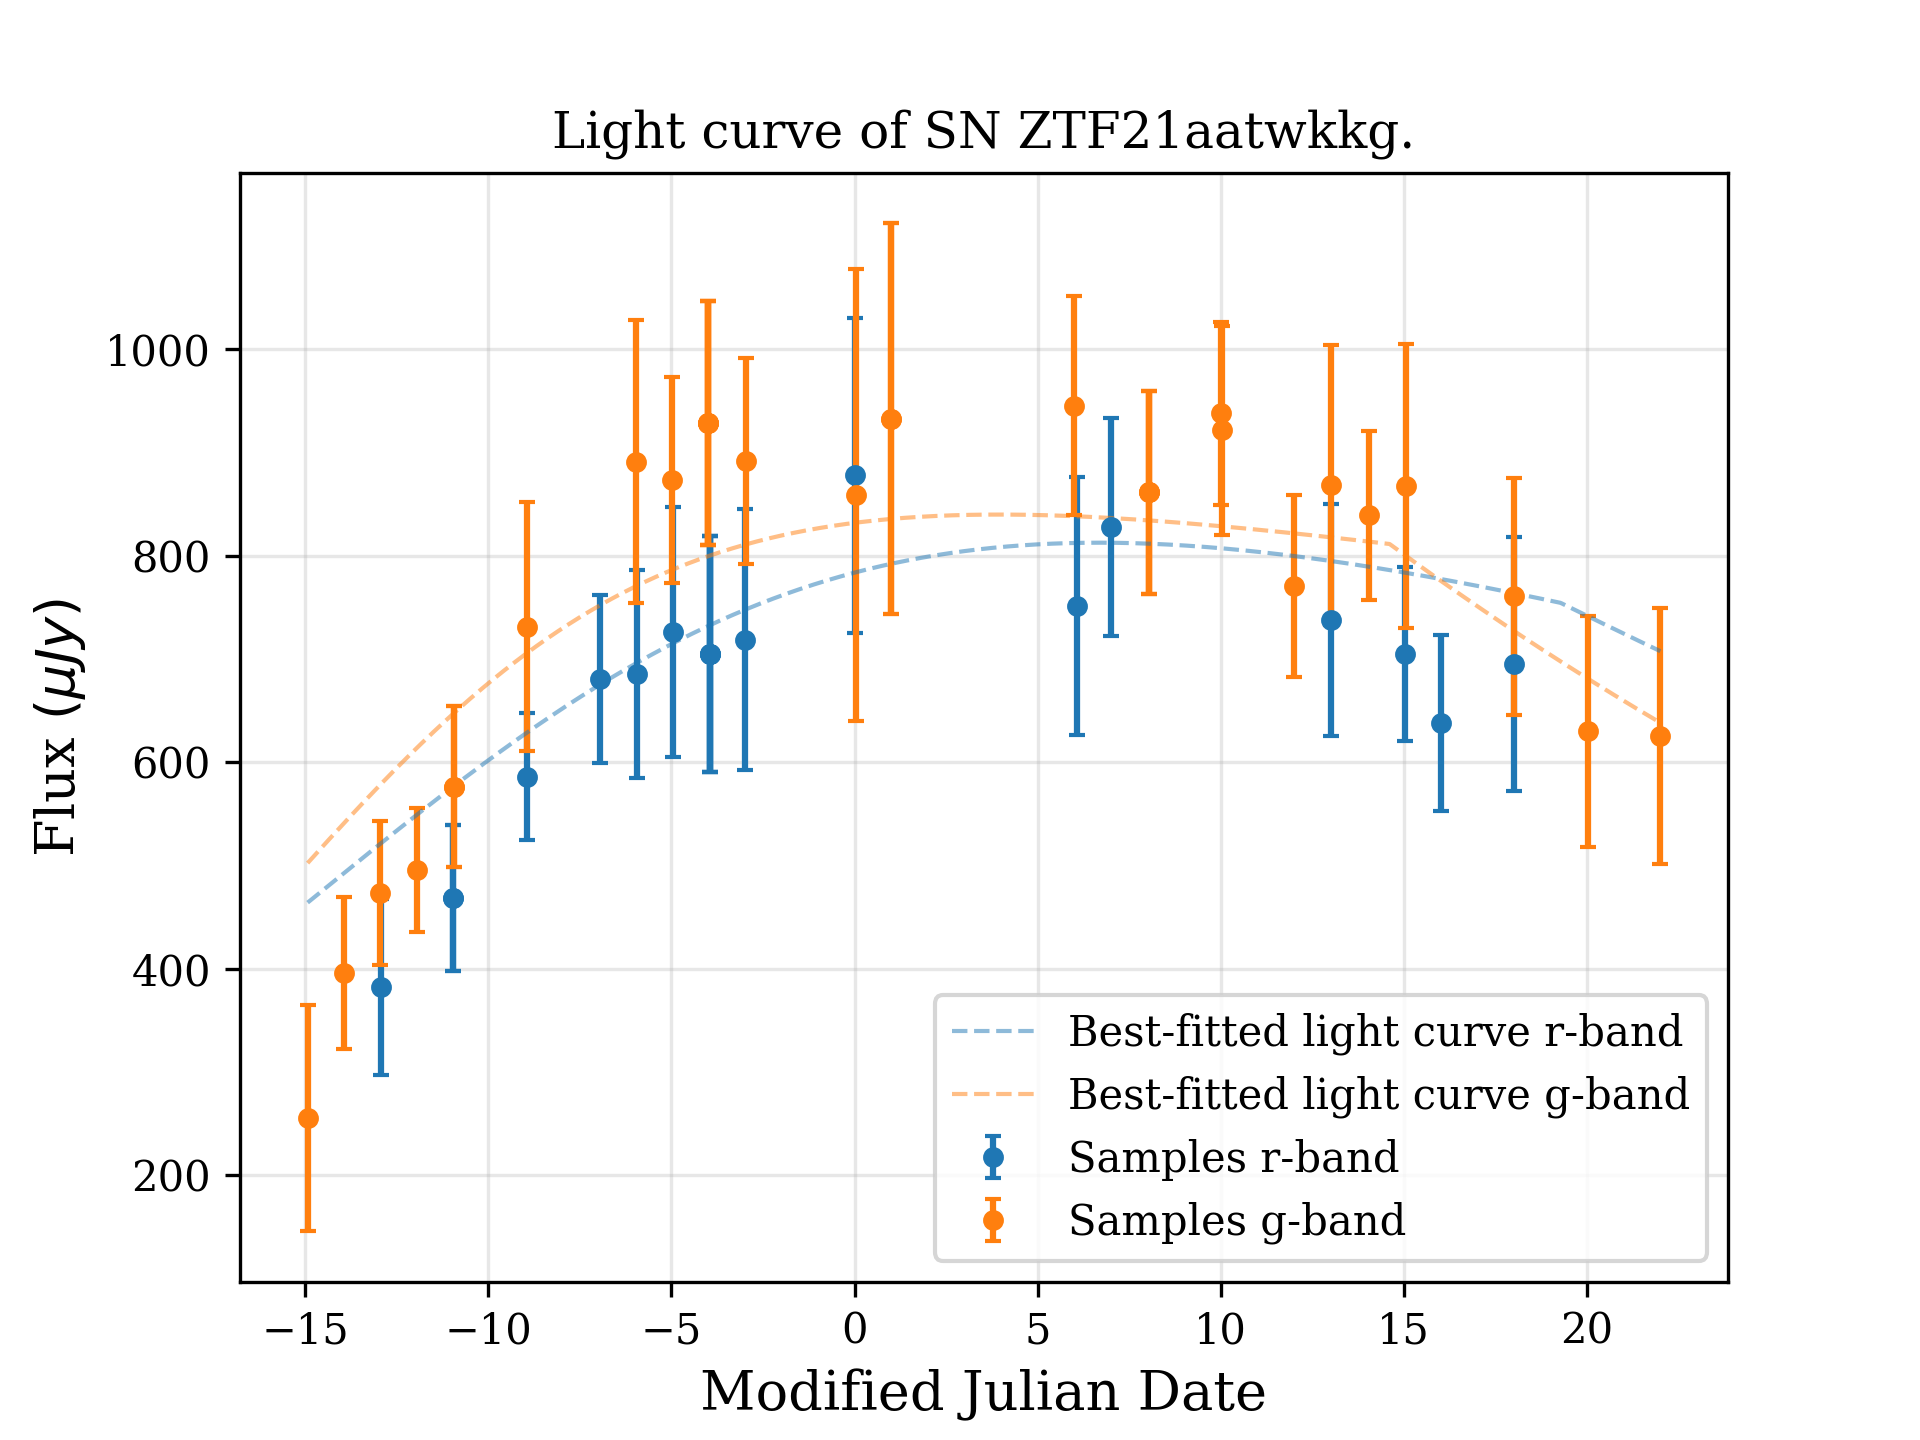 Light curve of SN ZTF21aatwkkg.
Flux (μJy)
1000
800
600
400
200
−15 −10 −5 0 5 10 15 20
Modified Julian Date
Best-fitted light curve r-band
Best-fitted light curve g-band
Samples r-band
Samples g-band